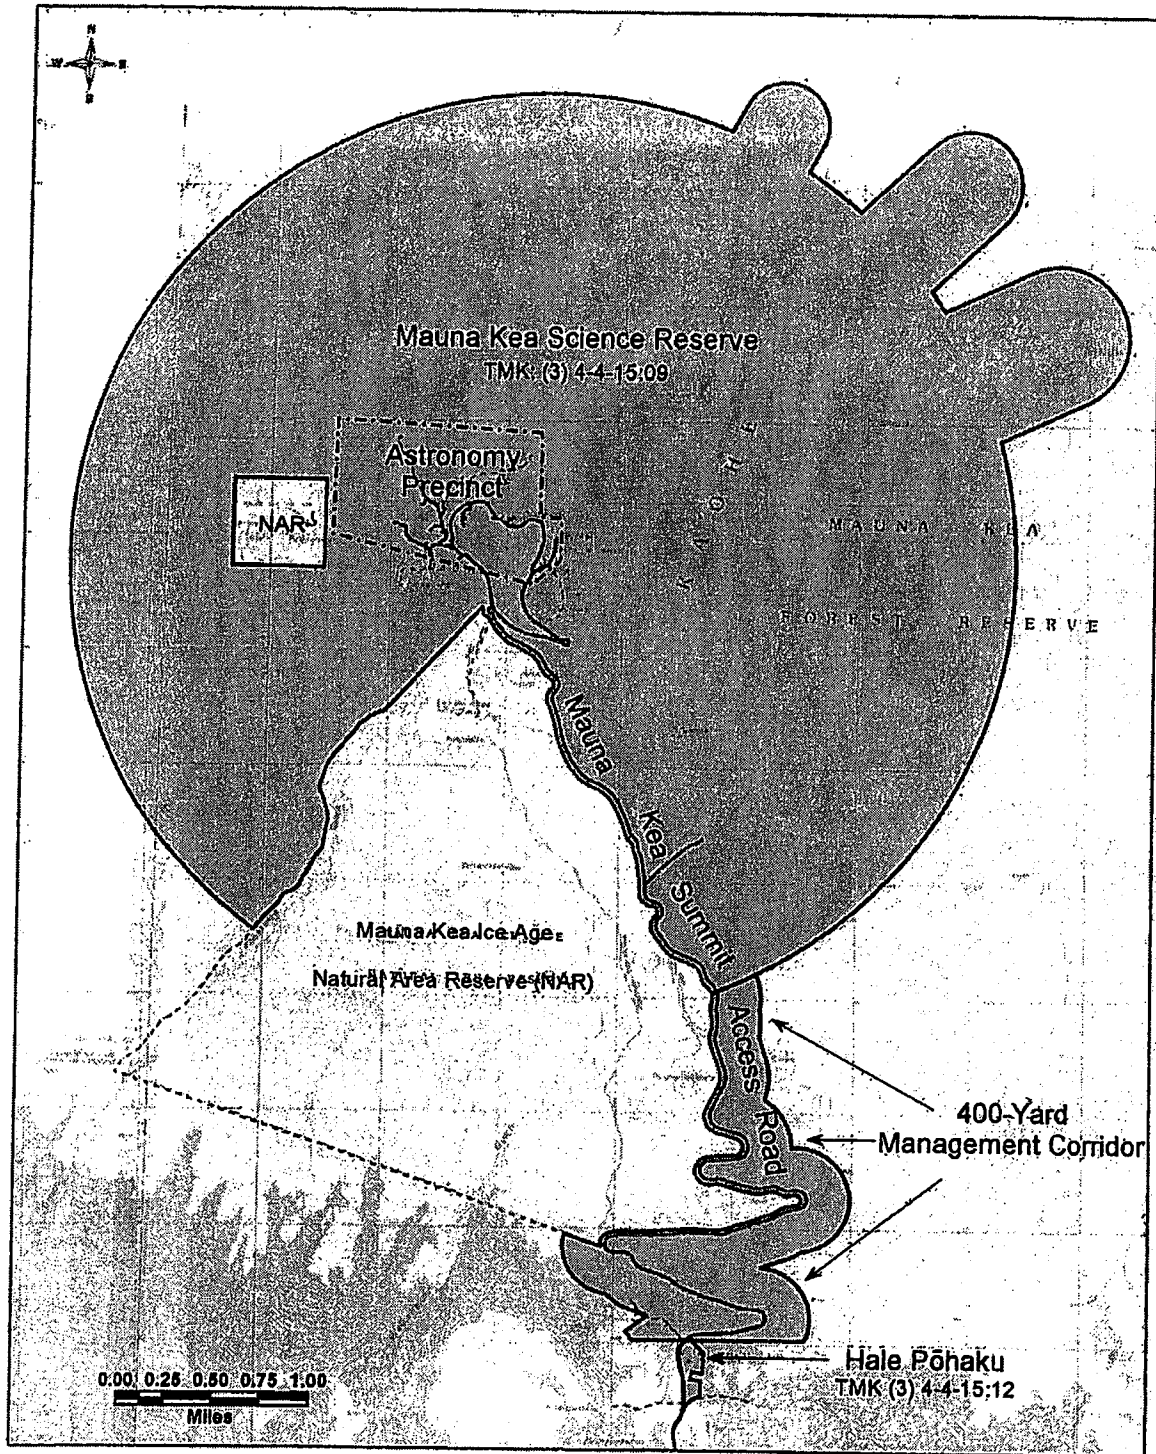 N
W E
S
Mauna Kea Science Reserve
TMK: (3) 4-4-15:09
Astronomy
Precinct
NAR
KAOHE
MAUNA KEA
FOREST RESERVE
Mauna Kea Summit Access Road
Mauna Kea Ice Age
Natural Area Reserve (NAR)
400-Yard
Management Corridor
Hale Pōhaku
TMK (3) 4-4-15:12
0.00 0.25 0.50 0.75 1.00
Miles